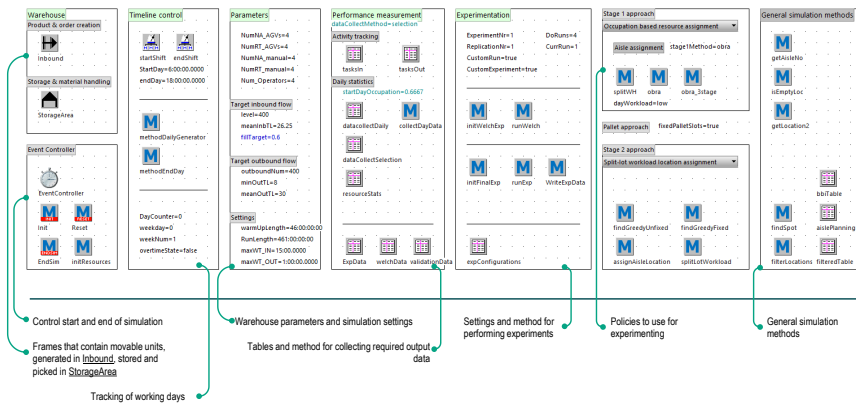 Warehouse
Product & order creation
Inbound
Storage & material handling
StorageArea
Event Controller
EventController
M
INIT
Init
M
RESET
Reset
M
ENDSIM
EndSim
M
initResources
Timeline control
startShift
endShift
StartDay=6:00:00.0000
endDay=18:00:00.0000
M
methodDailyGenerator
M
methodEndDay
DayCounter=0
weekday=0
weekNum=1
overtimeState=false
Parameters
NumNA_AGVs=4
NumRT_AGVs=4
NumNA_manual=4
NumRT_manual=4
Num_Operators=4
Target inbound flow
level=400
meanInbTL=26.25
fillTarget=0.6
Target outbound flow
outboundNum=400
minOutTL=8
meanOutTL=30
Settings
warmUpLength=46:00:00:00
RunLength=461:00:00:00
maxWT_IN=15:00.0000
maxWT_OUT=1:00:00.0000
Performance measurement
dataCollectMethod=selection
Activity tracking
tasksIn
tasksOut
Daily statistics
startDayOccupation=0.6667
datacollectDaily
M
collectDayData
dataCollectSelection
resourceStats
ExpData
welchData
validationData
Experimentation
ExperimentNr=1
DoRuns=4
ReplicationNr=1
CurrRun=1
CustomRun=true
CustomExperiment=true
M
initWelchExp
M
runWelch
M
initFinalExp
M
runExp
M
WriteExpData
expConfigurations
Stage 1 approach
Occupation based resource assignment
Aisle assignment
stage1Method=obra
M
splitWH
M
obra
M
obra_3stage
dayWorkload=low
Pallet approach
fixedPalletSlots=true
Stage 2 approach
Split-lot workload location assignment
M
findGreedyUnfixed
M
findGreedyFixed
M
assignAisleLocation
M
splitLotWorkload
General simulation methods
M
getAisleNo
M
isEmptyLoc
M
getLocation2
bbiTable
M
findSpot
aislePlanning
M
filterLocations
filteredTable
Control start and end of simulation
Frames that contain movable units,
generated in Inbound, stored and
picked in StorageArea
Tracking of working days
Warehouse parameters and simulation settings
Tables and method for collecting required output
data
Settings and method for
performing experiments
Policies to use for
experimenting
General simulation
methods